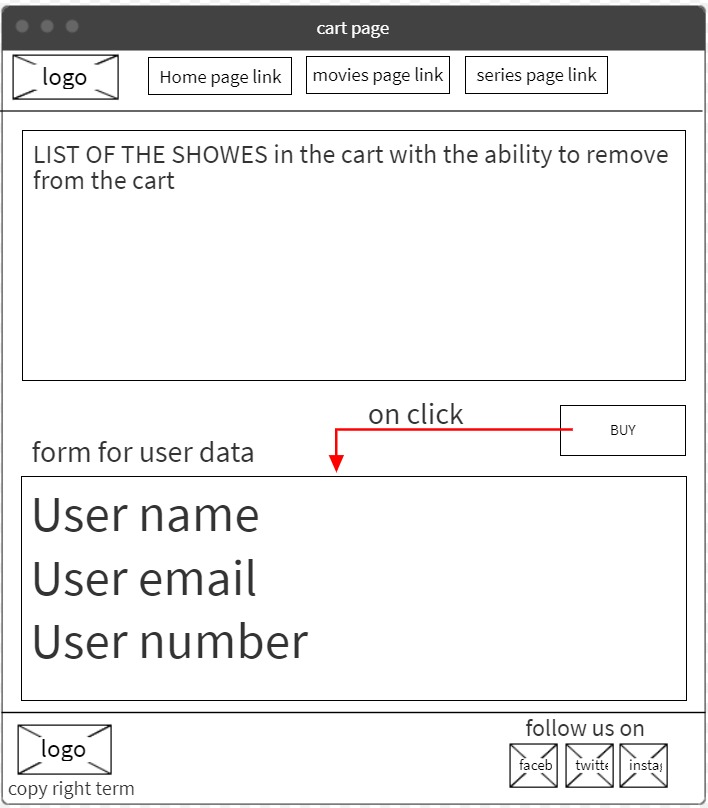 cart page
logo
Home page link
movies page link
series page link
LIST OF THE SHOWES in the cart with the ability to remove
from the cart
on click
BUY
form for user data
User name
User email
User number
logo
copy right term
follow us on
faceb
twitte
insta